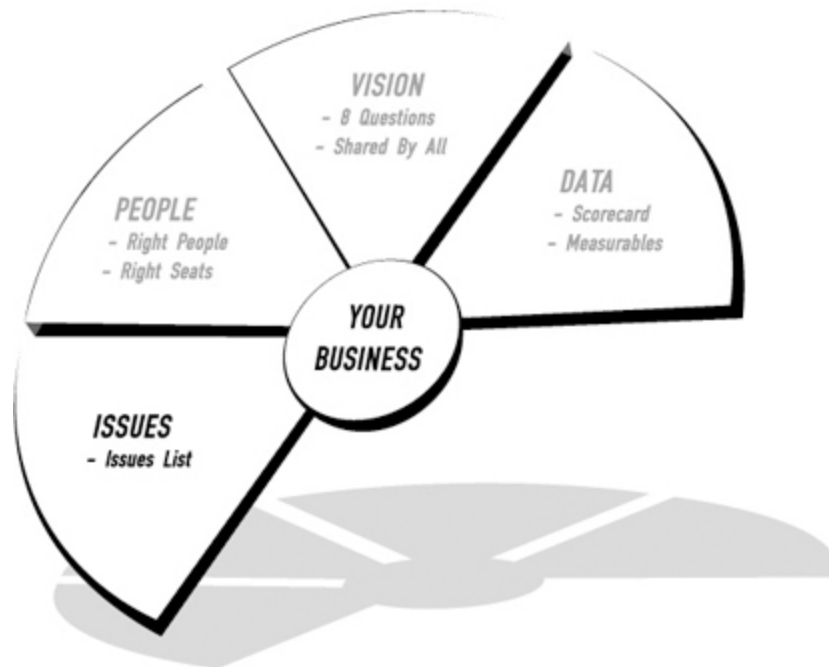 VISION
- 8 Questions
- Shared By All
PEOPLE
- Right People
- Right Seats
DATA
- Scorecard
- Measurables
YOUR
BUSINESS
ISSUES
- Issues List